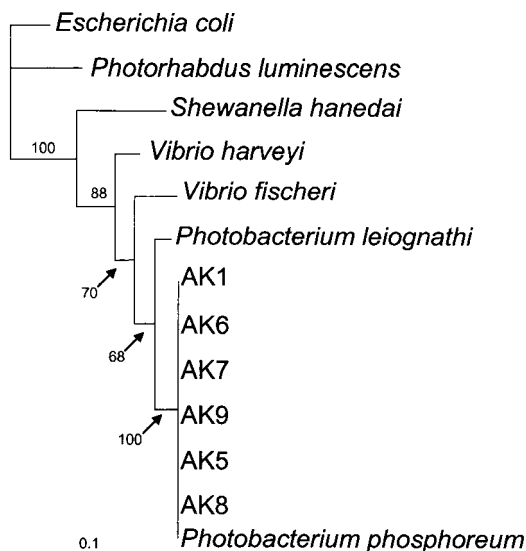 Escherichia coli
Photorhabdus luminescens
Shewanella hanedai
100
Vibrio harveyi
88
Vibrio fischeri
Photobacterium leiognathi
70
AK1
AK6
68
AK7
AK9
100
AK5
AK8
0.1
Photobacterium phosphoreum